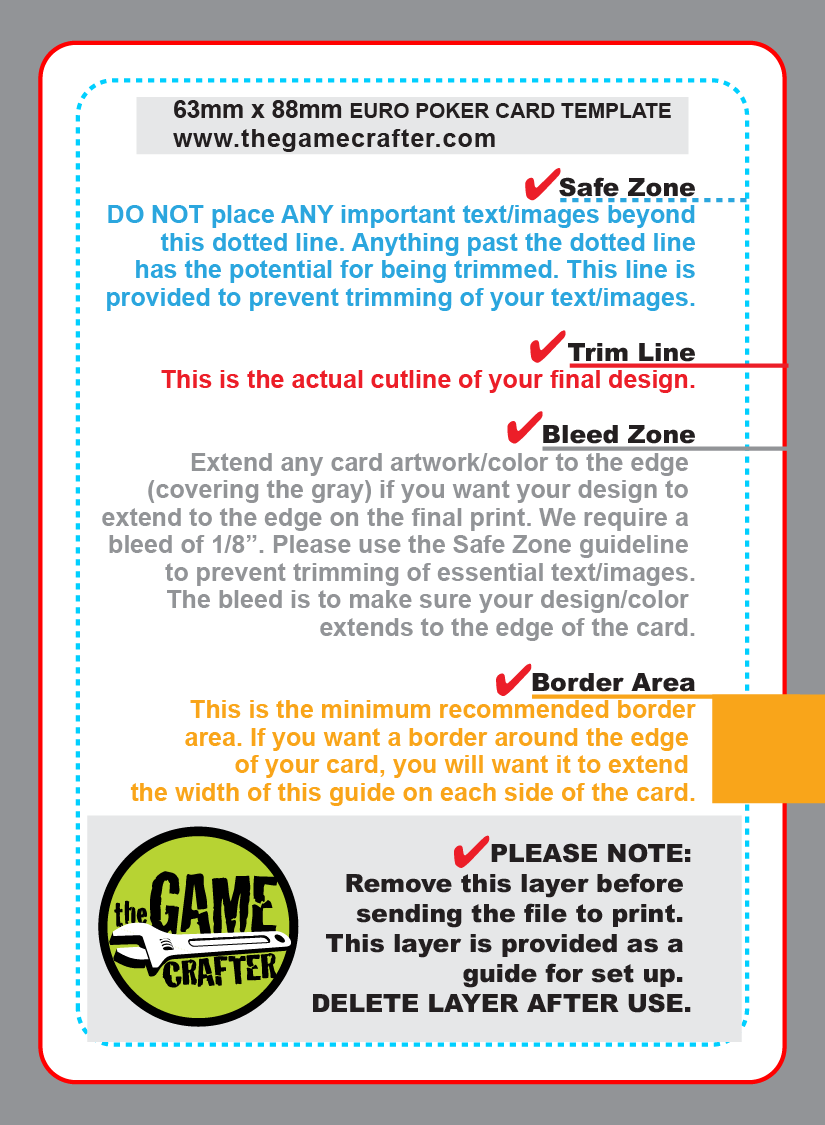 63mm x 88mm EURO POKER CARD TEMPLATE
www.thegamecrafter.com
Safe Zone
DO NOT place ANY important text/images beyond
this dotted line. Anything past the dotted line
has the potential for being trimmed. This line is
provided to prevent trimming of your text/images.
Trim Line
This is the actual cutline of your final design.
Bleed Zone
Extend any card artwork/color to the edge
(covering the gray) if you want your design to
extend to the edge on the final print. We require a
bleed of 1/8”. Please use the Safe Zone guideline
to prevent trimming of essential text/images.
The bleed is to make sure your design/color
extends to the edge of the card.
Border Area
This is the minimum recommended border
area. If you want a border around the edge
of your card, you will want it to extend
the width of this guide on each side of the card.
the GAME
CRAFTER
PLEASE NOTE:
Remove this layer before
sending the file to print.
This layer is provided as a
guide for set up.
DELETE LAYER AFTER USE.